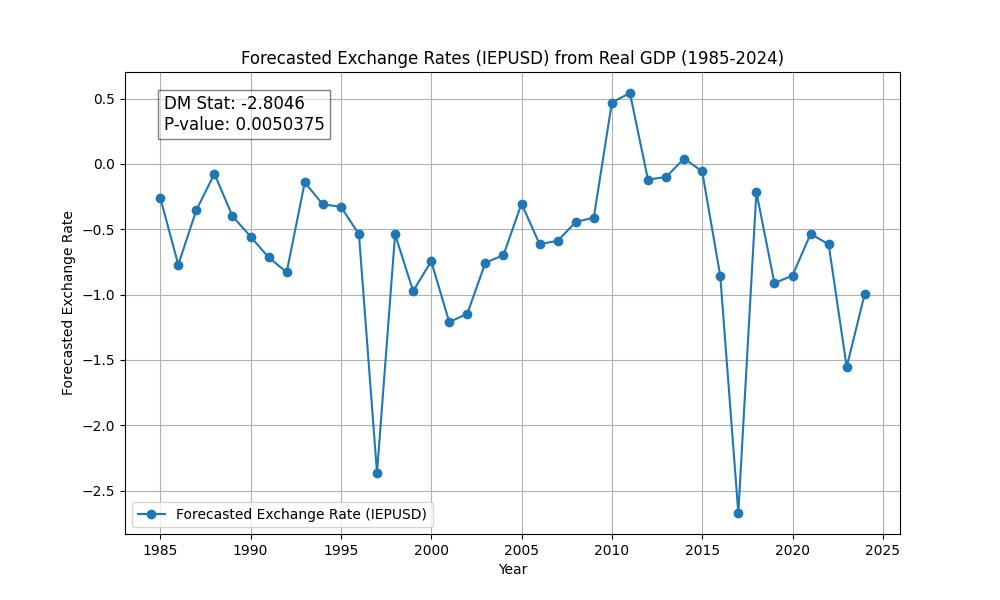 Forecasted Exchange Rates (IEPUSD) from Real GDP (1985-2024)
DM Stat: -2.8046
P-value: 0.0050375
0.5
0.0
−0.5
−1.0
−1.5
−2.0
−2.5
Forecasted Exchange Rate
Forecasted Exchange Rate (IEPUSD)
1985 1990 1995 2000 2005 2010 2015 2020 2025
Year